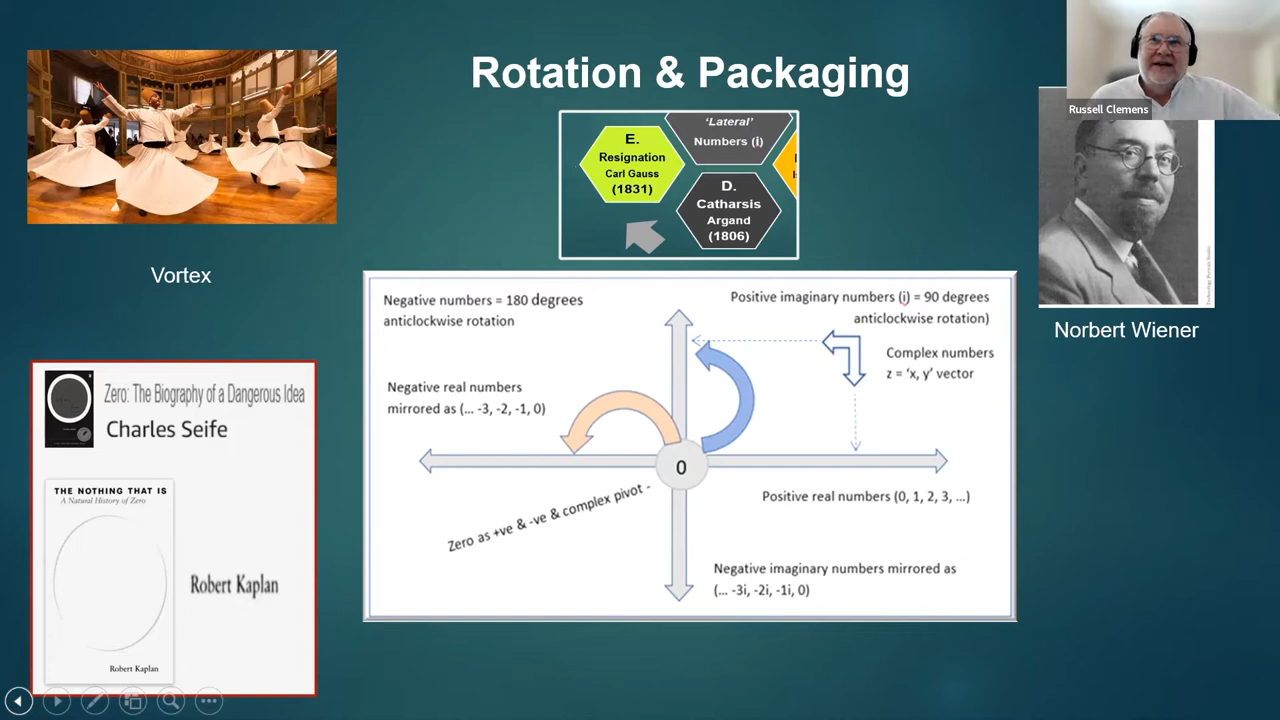 Rotation & Packaging
Russell Clemens
Vortex
'Lateral'
Numbers (i)
E.
Resignation
Carl Gauss
(1831)
D.
Catharsis
Argand
(1806)
Norbert Wiener
Zero: The Biography of a Dangerous Idea
Charles Seife
THE NOTHING THAT IS
A Natural History of Zero
Robert Kaplan
Robert Kaplan
Negative numbers = 180 degrees
anticlockwise rotation
Positive imaginary numbers (i) = 90 degrees
anticlockwise rotation)
Complex numbers
z = 'x, y' vector
Negative real numbers
mirrored as (... -3, -2, -1, 0)
0
Zero as +ve & -ve & complex pivot -
Positive real numbers (0, 1, 2, 3, ...)
Negative imaginary numbers mirrored as
(... -3i, -2i, -1i, 0)